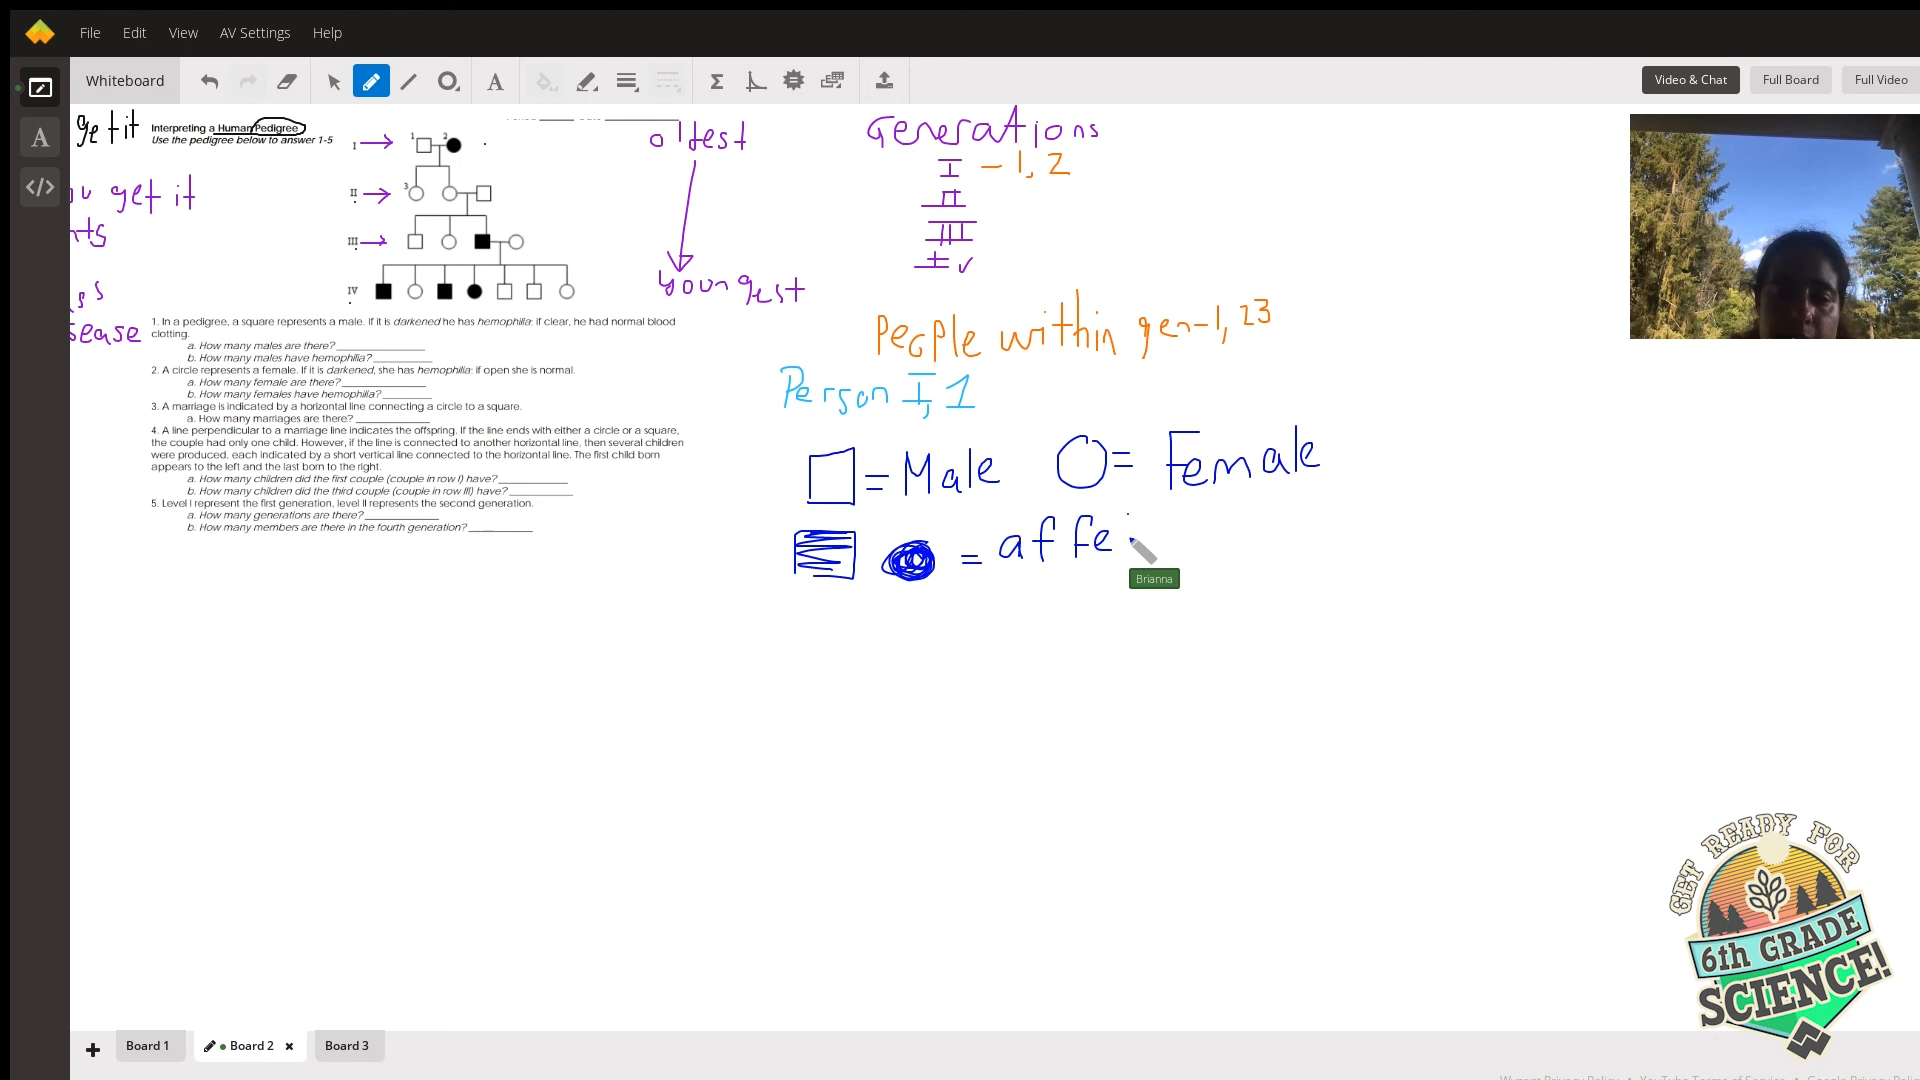 File Edit View AV Settings Help
Whiteboard
Video & Chat Full Board Full Video
get it
Interpreting a Human Pedigree
Use the pedigree below to answer 1-5
get it
nts
sease
I
1 2
II
3
III
IV
oldest
youngest
Generations
I - 1, 2
II
III
IV
People within gen-1, 23
Person I, 1
= Male = Female
= affe
Brianna
1. In a pedigree, a square represents a male. If it is darkened he has hemophilia; if clear, he had normal blood
clotting.
a. How many males are there?
b. How many males have hemophilia?
2. A circle represents a female. If it is darkened, she has hemophilia; if open she is normal.
a. How many female are there?
b. How many females have hemophilia?
3. A marriage is indicated by a horizontal line connecting a circle to a square.
a. How many marriages are there?
4. A line perpendicular to a marriage line indicates the offspring. If the line ends with either a circle or a square,
the couple had only one child. However, if the line is connected to another horizontal line, then several children
were produced, each indicated by a short vertical line connected to the horizontal line. The first child born
appears to the left and the last born to the right.
a. How many children did the first couple (couple in row I) have?
b. How many children did the third couple (couple in row III) have?
5. Level I represent the first generation, level II represents the second generation.
a. How many generations are there?
b. How many members are there in the fourth generation?
GET READY FOR
6th GRADE
SCIENCE!
Board 1 Board 2 Board 3